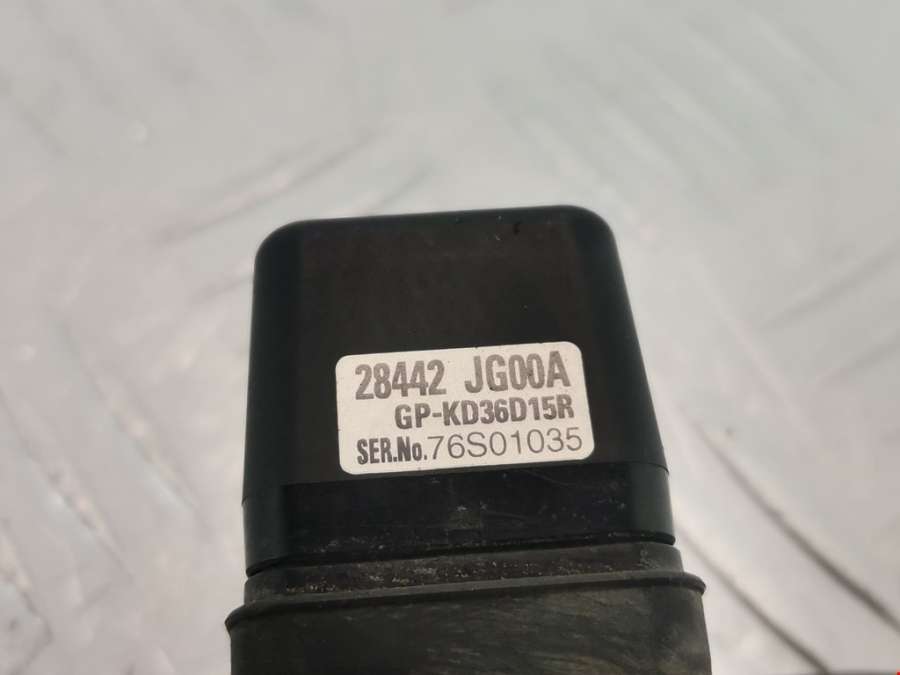 28442 JG00A
GP-KD36D15R
SER.No.76S01035